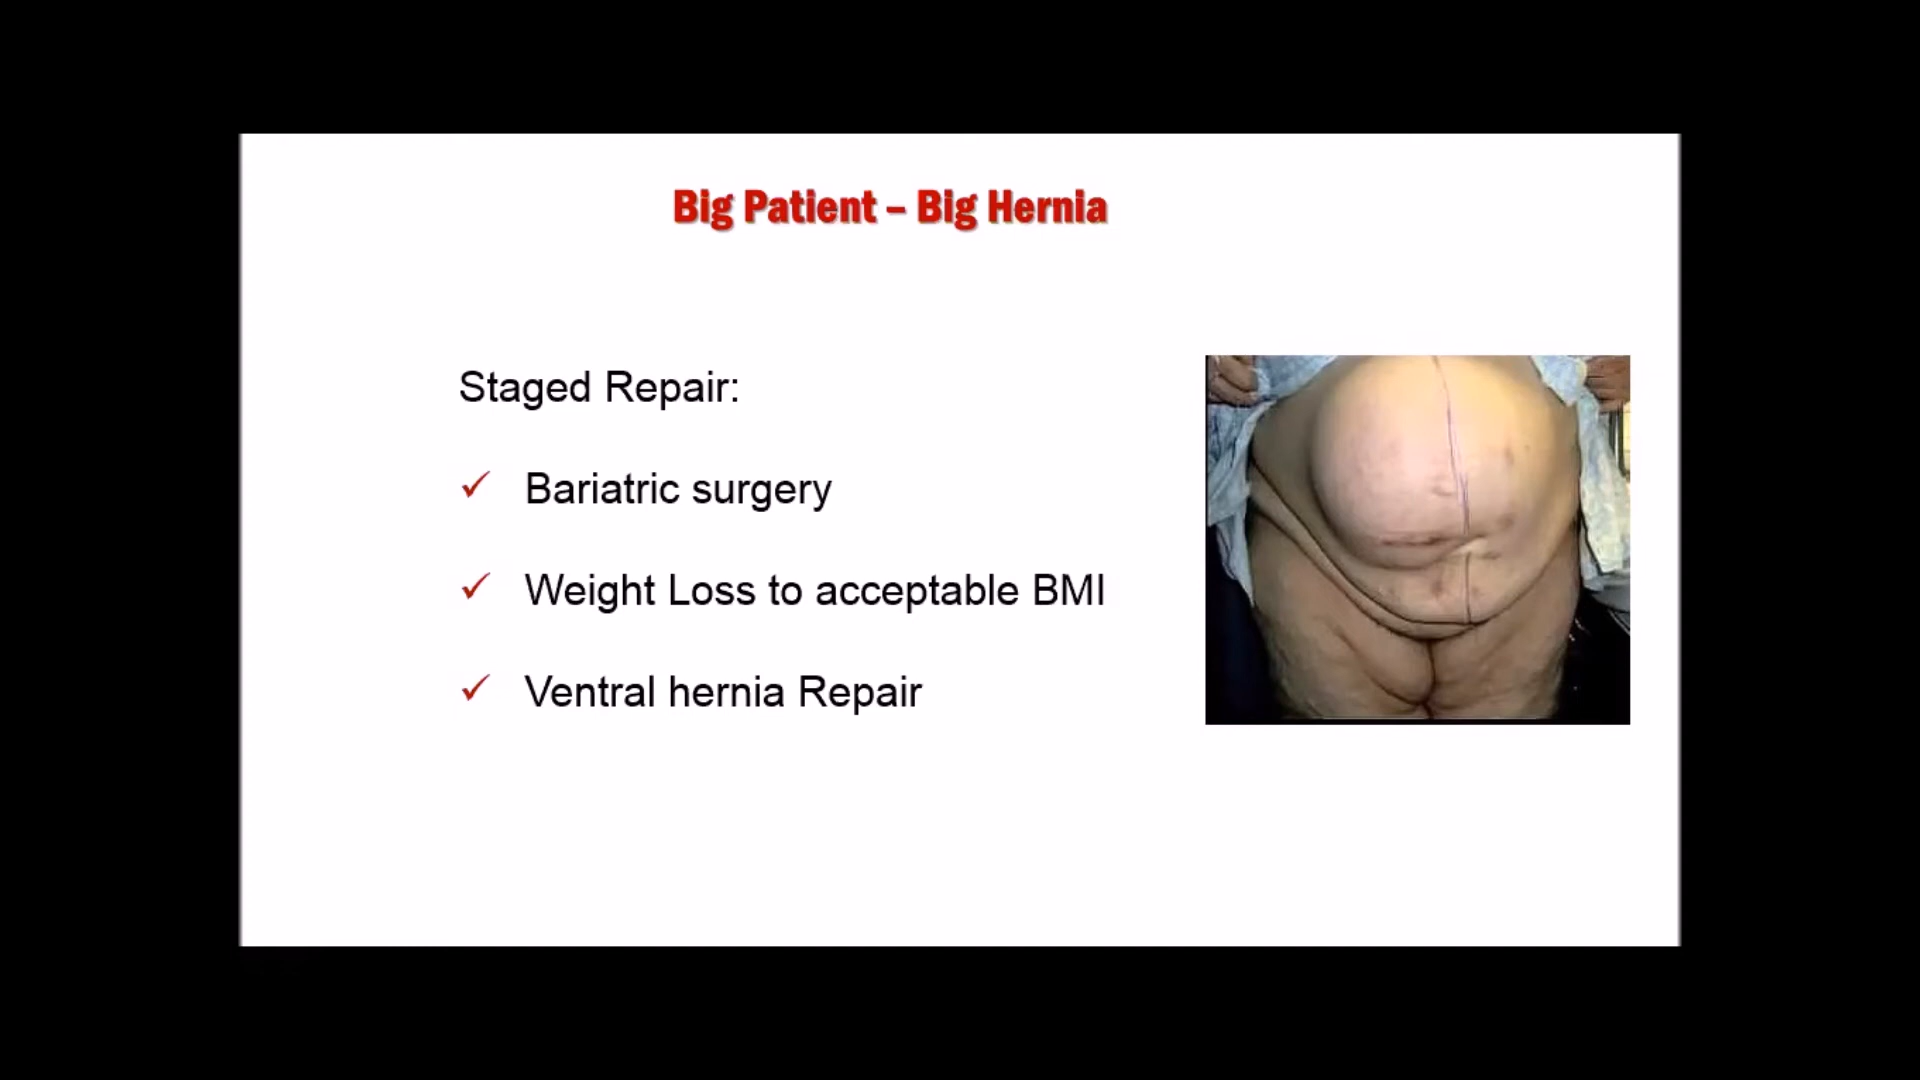 Big Patient – Big Hernia
Staged Repair:
✓ Bariatric surgery
✓ Weight Loss to acceptable BMI
✓ Ventral hernia Repair